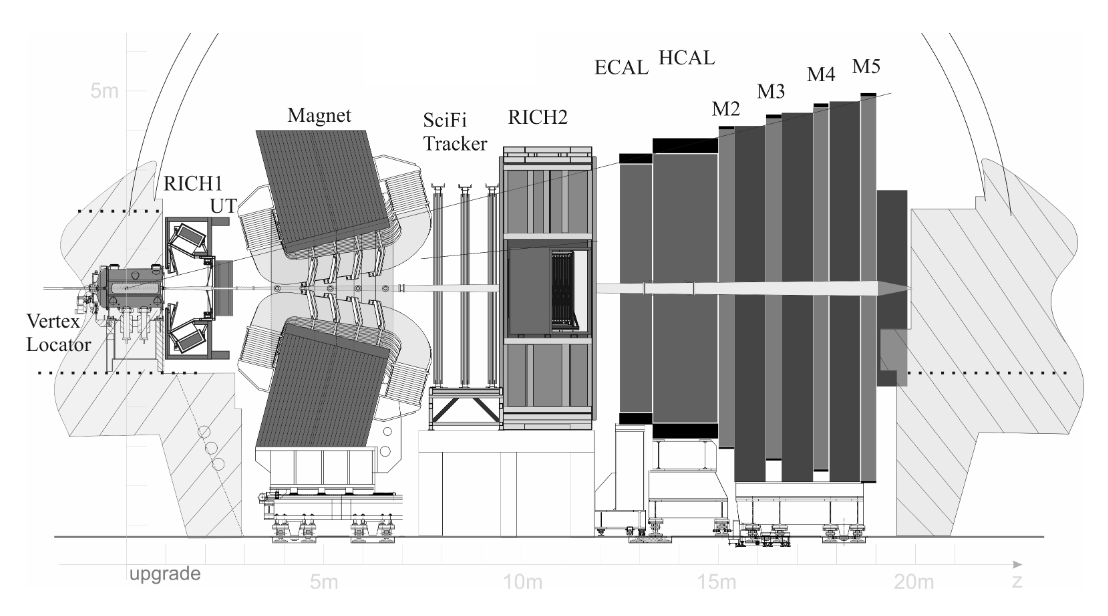 ECAL
HCAL
M2
M3
M4
M5
5m
Magnet
SciFi
Tracker
RICH2
RICH1
UT
Vertex
Locator
upgrade
5m
10m
15m
20m
z